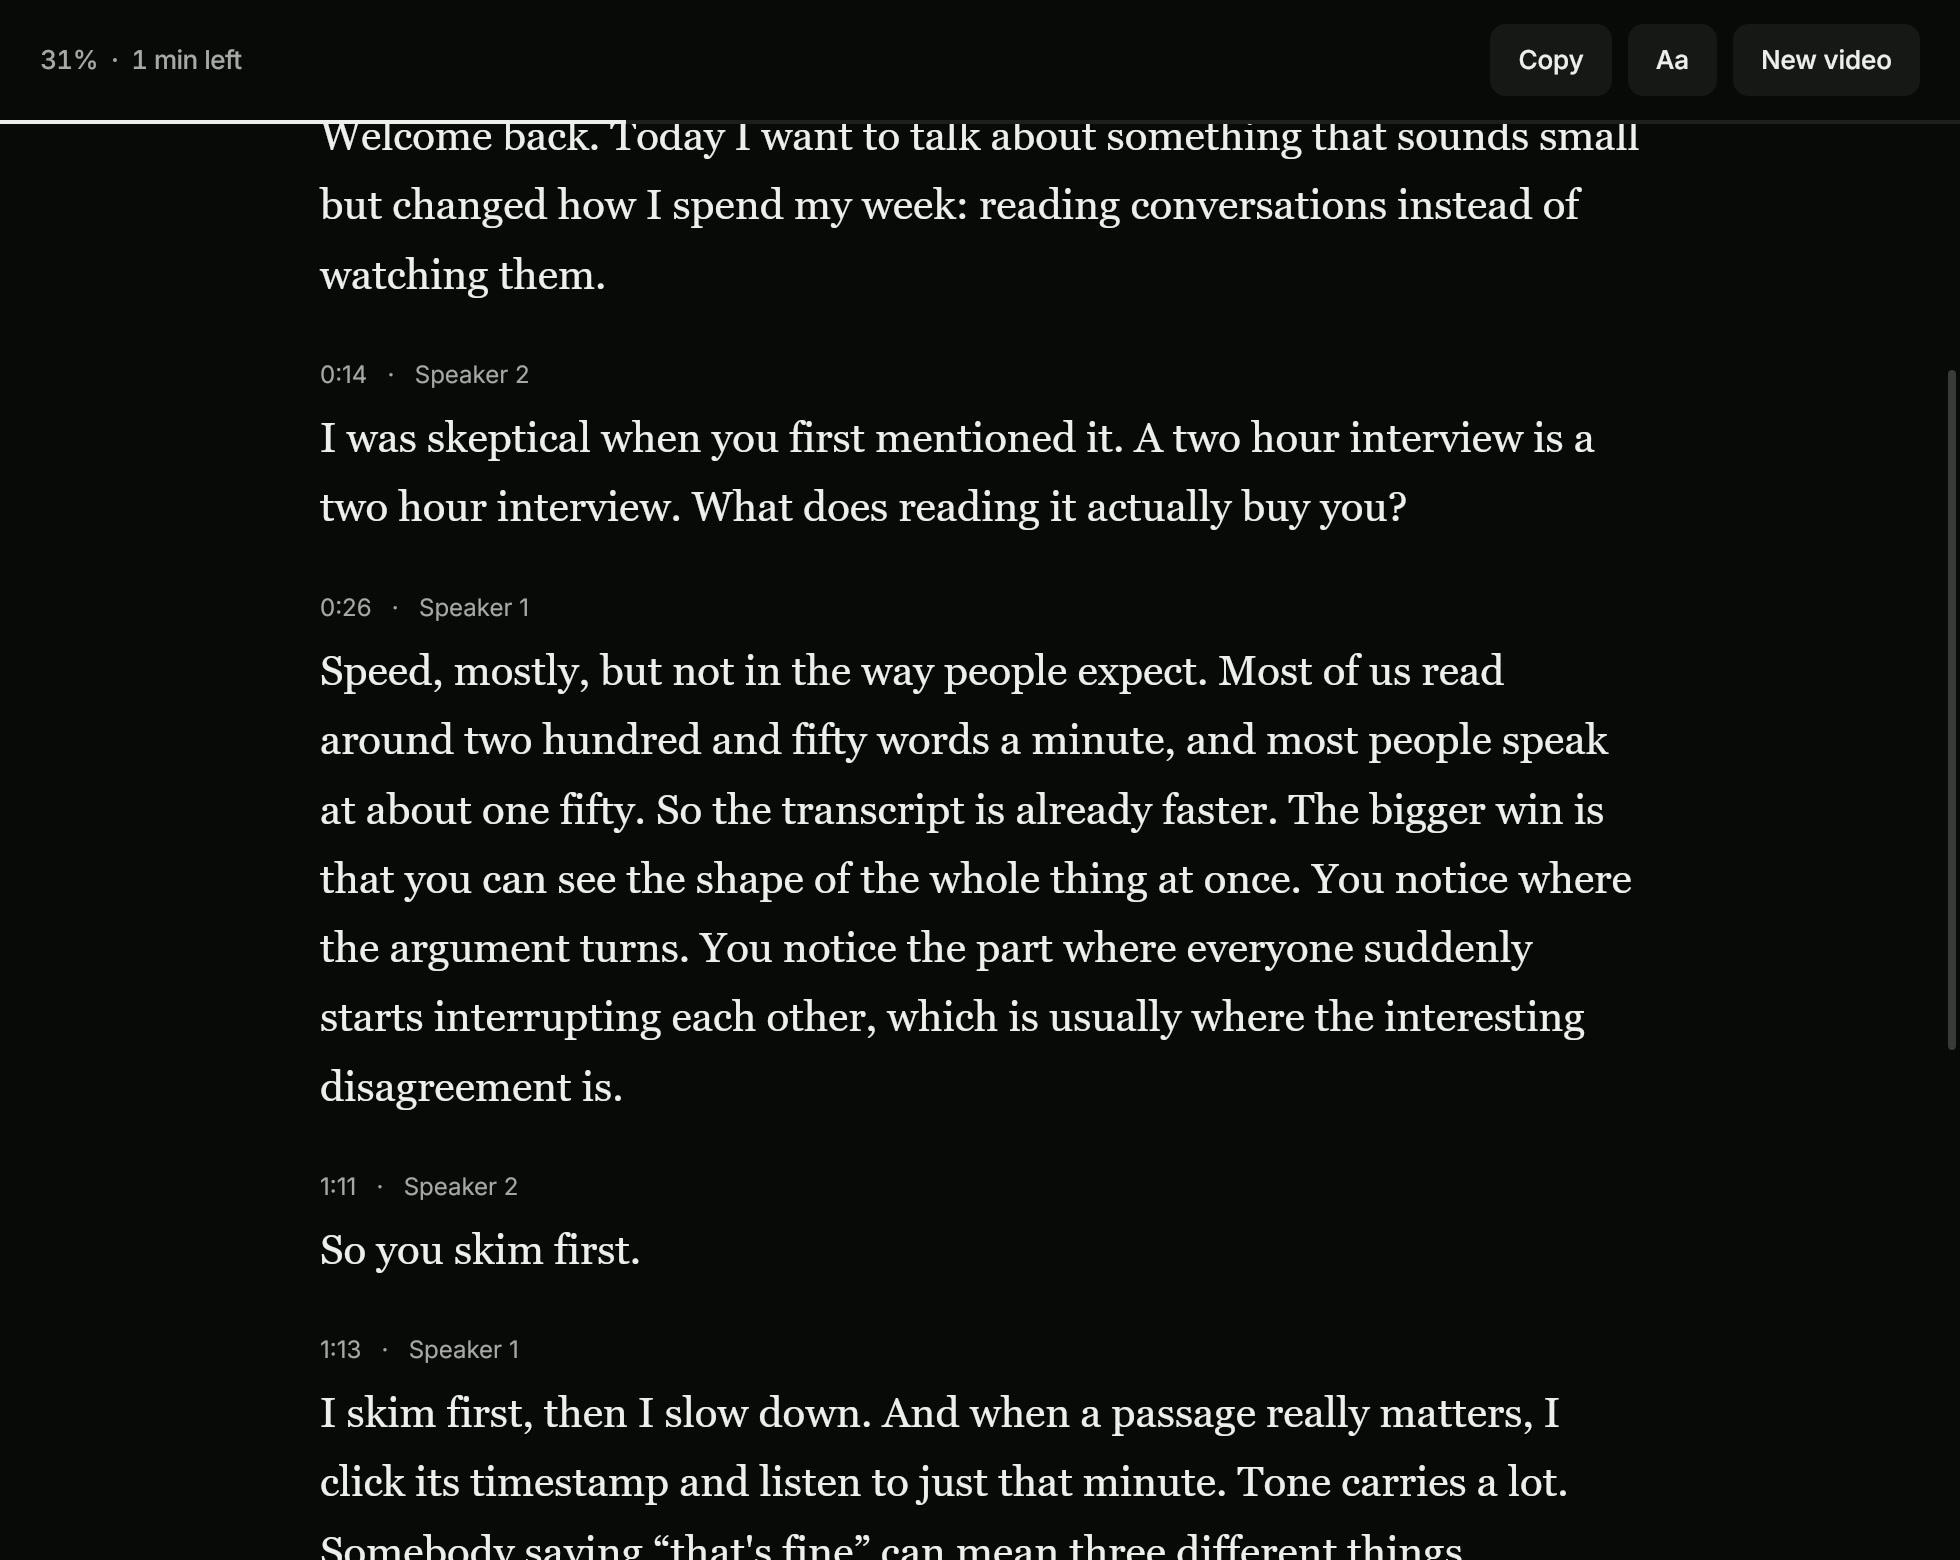 31% · 1 min left
Copy
Aa
New video
Welcome back. Today I want to talk about something that sounds small
but changed how I spend my week: reading conversations instead of
watching them.
0:14 · Speaker 2
I was skeptical when you first mentioned it. A two hour interview is a
two hour interview. What does reading it actually buy you?
0:26 · Speaker 1
Speed, mostly, but not in the way people expect. Most of us read
around two hundred and fifty words a minute, and most people speak
at about one fifty. So the transcript is already faster. The bigger win is
that you can see the shape of the whole thing at once. You notice where
the argument turns. You notice the part where everyone suddenly
starts interrupting each other, which is usually where the interesting
disagreement is.
1:11 · Speaker 2
So you skim first.
1:13 · Speaker 1
I skim first, then I slow down. And when a passage really matters, I
click its timestamp and listen to just that minute. Tone carries a lot.
Somebody saying “that's fine” can mean three different things